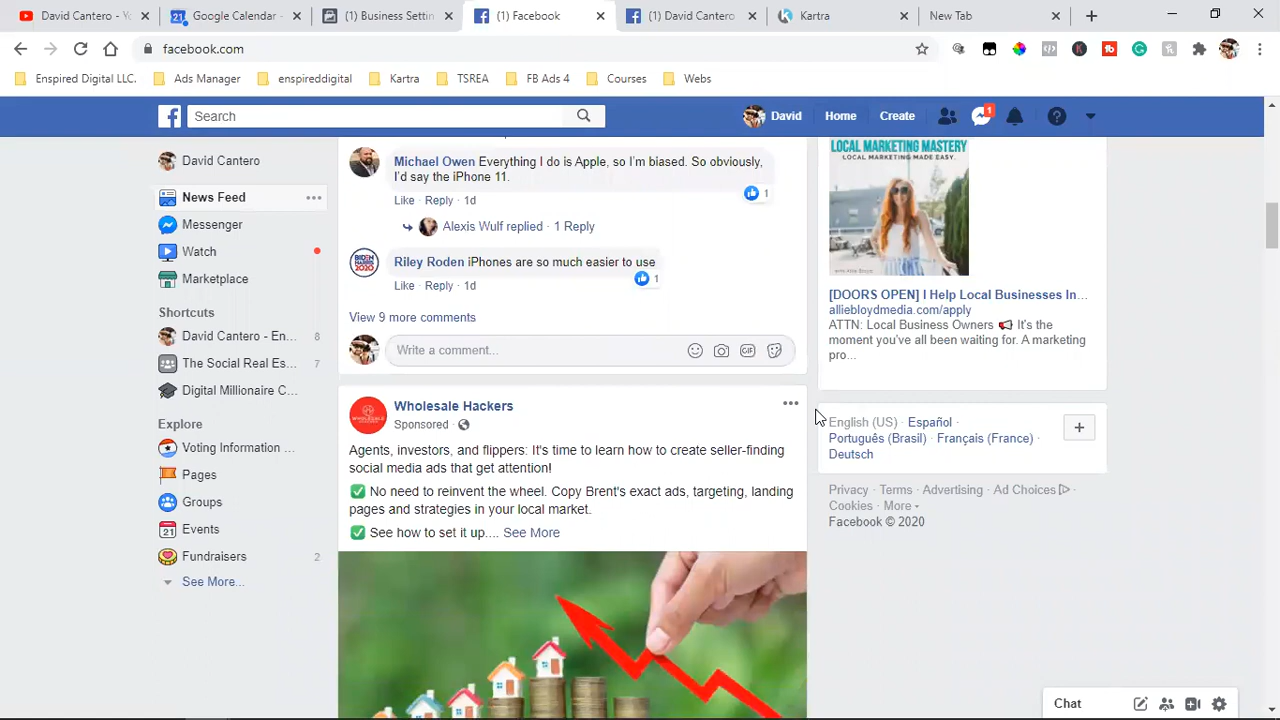 David Cantero - Yo
Google Calendar -
(1) Business Settin
(1) Facebook
(1) David Cantero
Kartra
New Tab
facebook.com
Enspired Digital LLC.
Ads Manager
enspireddigital
Kartra
TSREA
FB Ads 4
Courses
Webs
Search
David
Home
Create
1
David Cantero
News Feed
Messenger
Watch
Marketplace
Shortcuts
David Cantero - En... 8
The Social Real Es... 7
Digital Millionaire C...
Explore
Voting Information ...
Pages
Groups
Events
Fundraisers 2
See More...
Michael Owen Everything I do is Apple, so I'm biased. So obviously,
I'd say the iPhone 11.
1
Like · Reply · 1d
Alexis Wulf replied · 1 Reply
BIDEN
HARRIS
2020
Riley Roden iPhones are so much easier to use
1
Like · Reply · 1d
View 9 more comments
Write a comment...
GIF
Wholesale Hackers
Sponsored ·
Agents, investors, and flippers: It's time to learn how to create seller-finding
social media ads that get attention!
✅ No need to reinvent the wheel. Copy Brent's exact ads, targeting, landing
pages and strategies in your local market.
✅ See how to set it up.... See More
LOCAL MARKETING MASTERY
LOCAL MARKETING MADE EASY.
[DOORS OPEN] I Help Local Businesses In...
alliebloydmedia.com/apply
ATTN: Local Business Owners 📢 It's the
moment you've all been waiting for. A marketing
pro...
English (US) · Español ·
Português (Brasil) · Français (France) ·
Deutsch
Privacy · Terms · Advertising · Ad Choices ·
Cookies · More
Facebook © 2020
Chat